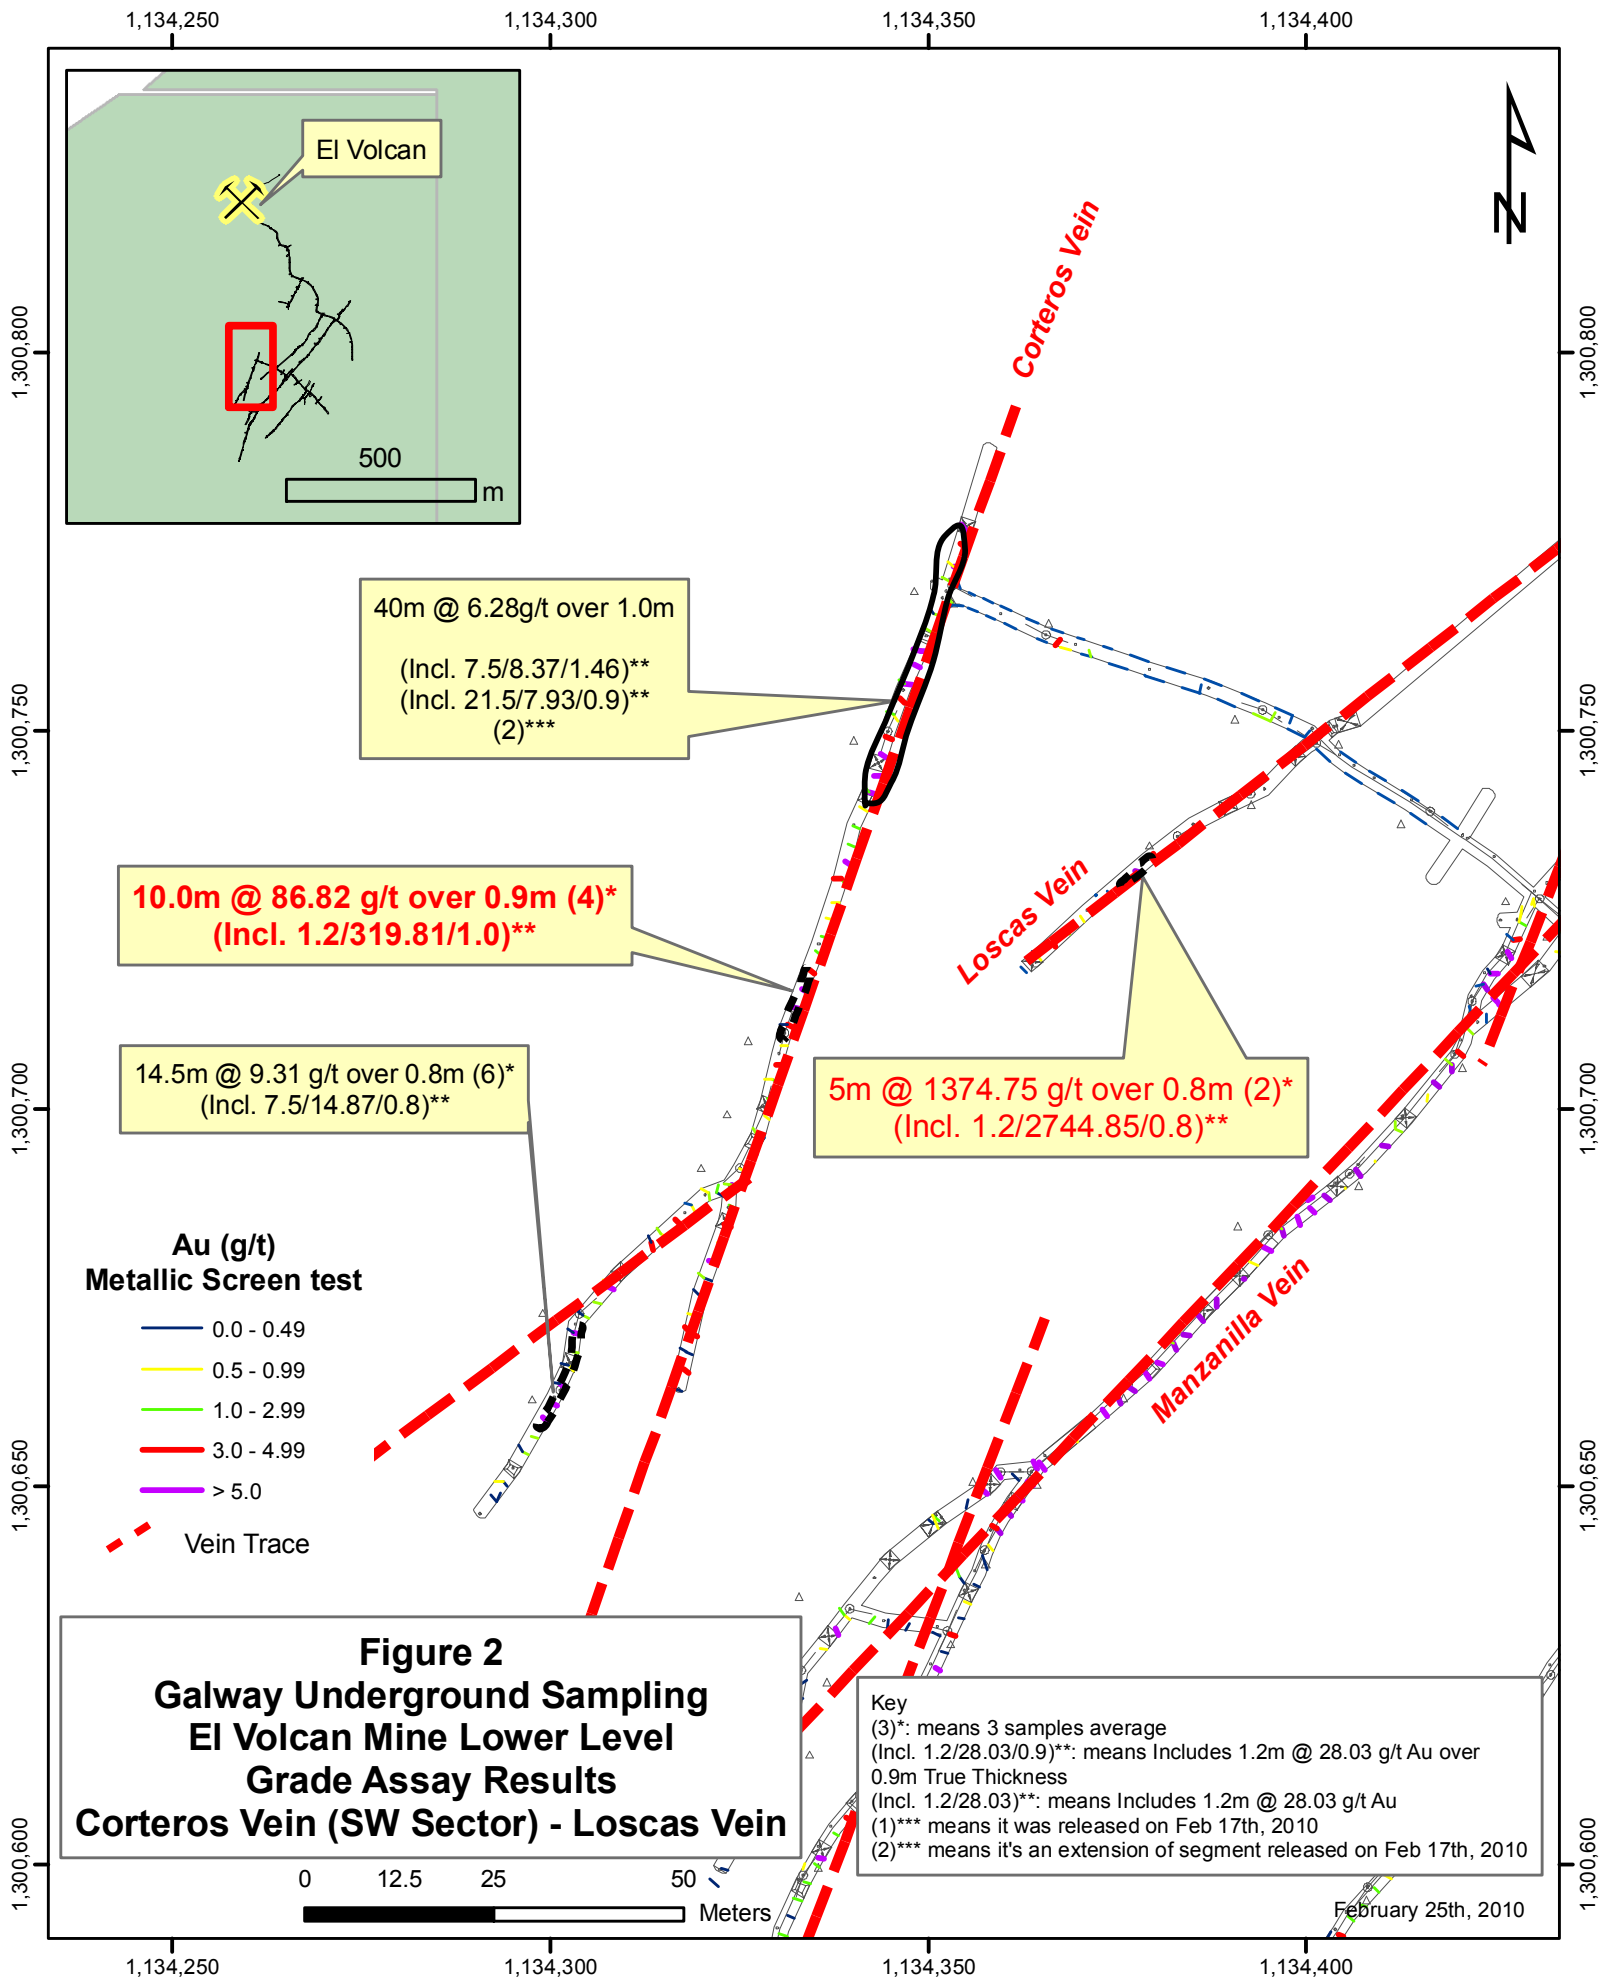 1,134,250
1,134,300
1,134,350
1,134,400
El Volcan
500
m
N
1,300,800
1,300,800
Corteros Vein
40m @ 6.28g/t over 1.0m
(Incl. 7.5/8.37/1.46)**
(Incl. 21.5/7.93/0.9)**
(2)***
1,300,750
1,300,750
10.0m @ 86.82 g/t over 0.9m (4)*
(Incl. 1.2/319.81/1.0)**
Loscas Vein
14.5m @ 9.31 g/t over 0.8m (6)*
(Incl. 7.5/14.87/0.8)**
5m @ 1374.75 g/t over 0.8m (2)*
(Incl. 1.2/2744.85/0.8)**
1,300,700
1,300,700
Manzanilla Vein
Au (g/t)
Metallic Screen test
0.0 - 0.49
0.5 - 0.99
1.0 - 2.99
3.0 - 4.99
> 5.0
Vein Trace
1,300,650
1,300,650
Figure 2
Galway Underground Sampling
El Volcan Mine Lower Level
Grade Assay Results
Corteros Vein (SW Sector) - Loscas Vein
Key
(3)*: means 3 samples average
(Incl. 1.2/28.03/0.9)**: means Includes 1.2m @ 28.03 g/t Au over
0.9m True Thickness
(Incl. 1.2/28.03)**: means Includes 1.2m @ 28.03 g/t Au
(1)*** means it was released on Feb 17th, 2010
(2)*** means it's an extension of segment released on Feb 17th, 2010
1,300,600
1,300,600
0 12.5 25 50
Meters
February 25th, 2010
1,134,250
1,134,300
1,134,350
1,134,400